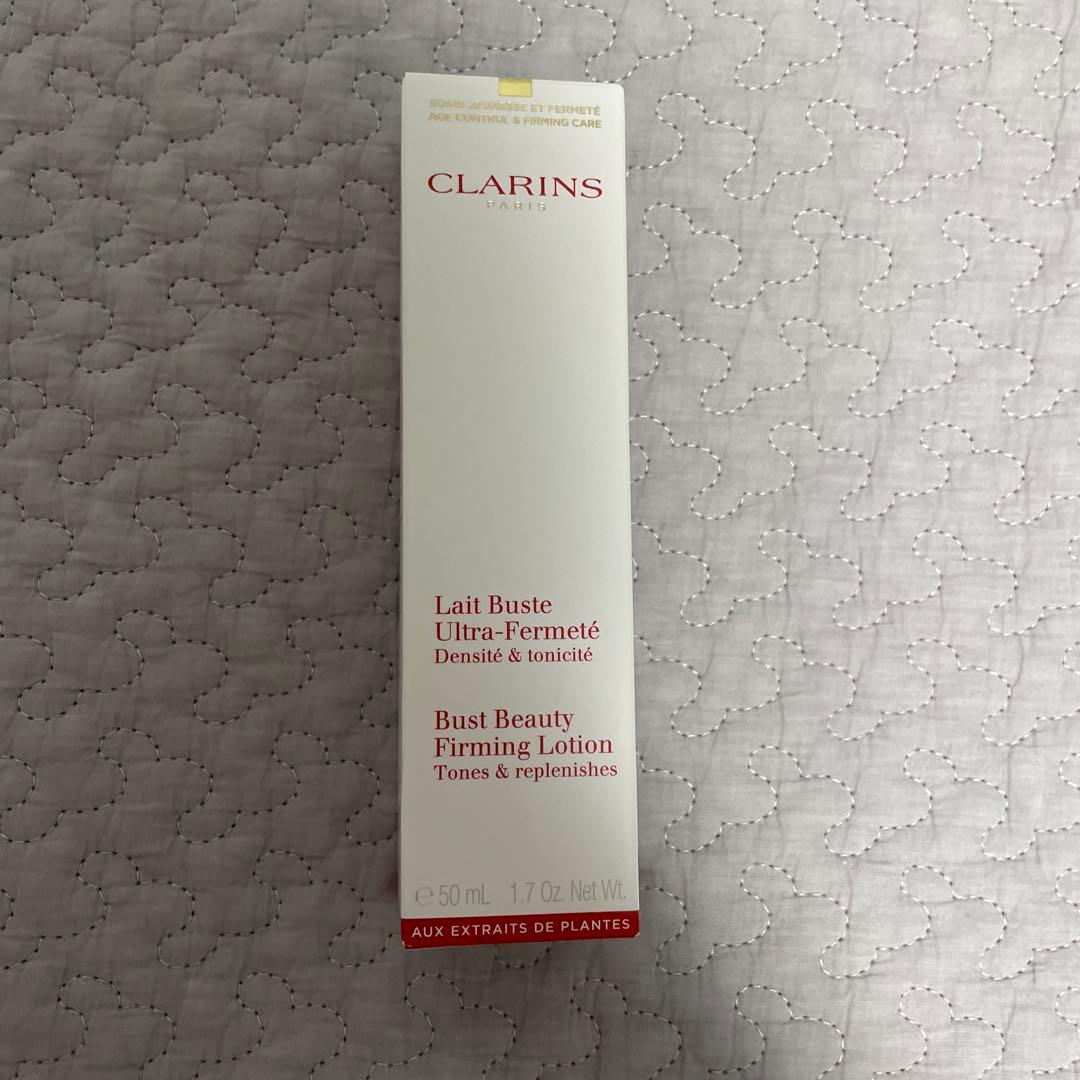 SOINS JEUNESSE ET FERMETÉ
AGE CONTROL & FIRMING CARE
CLARINS
PARIS
Lait Buste
Ultra-Fermeté
Densité & tonicité
Bust Beauty
Firming Lotion
Tones & replenishes
℮ 50 mL 1.7 Oz. Net Wt.
AUX EXTRAITS DE PLANTES